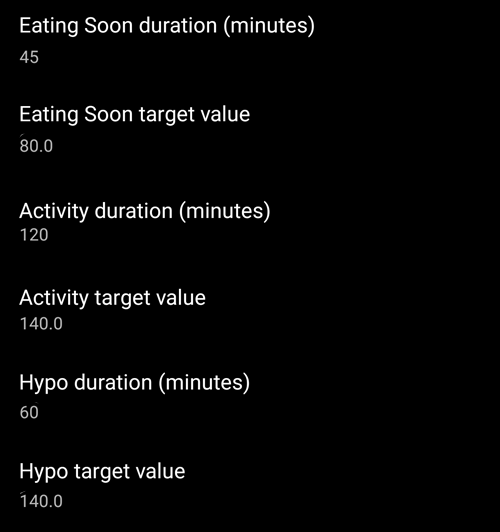 Eating Soon duration (minutes)
45
Eating Soon target value
80.0
Activity duration (minutes)
120
Activity target value
140.0
Hypo duration (minutes)
60
Hypo target value
140.0